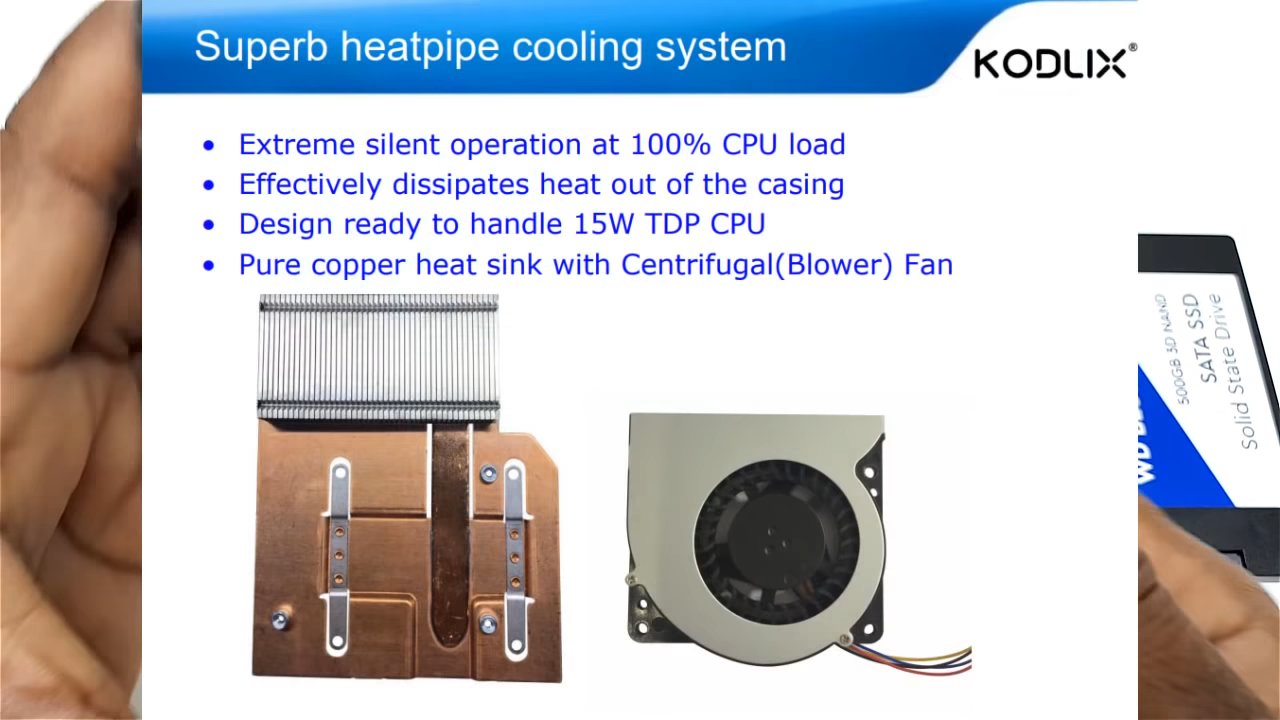 Superb heatpipe cooling system
KODLIX®
• Extreme silent operation at 100% CPU load
• Effectively dissipates heat out of the casing
• Design ready to handle 15W TDP CPU
• Pure copper heat sink with Centrifugal(Blower) Fan
500GB 3D NAND
SATA SSD
Solid State Drive